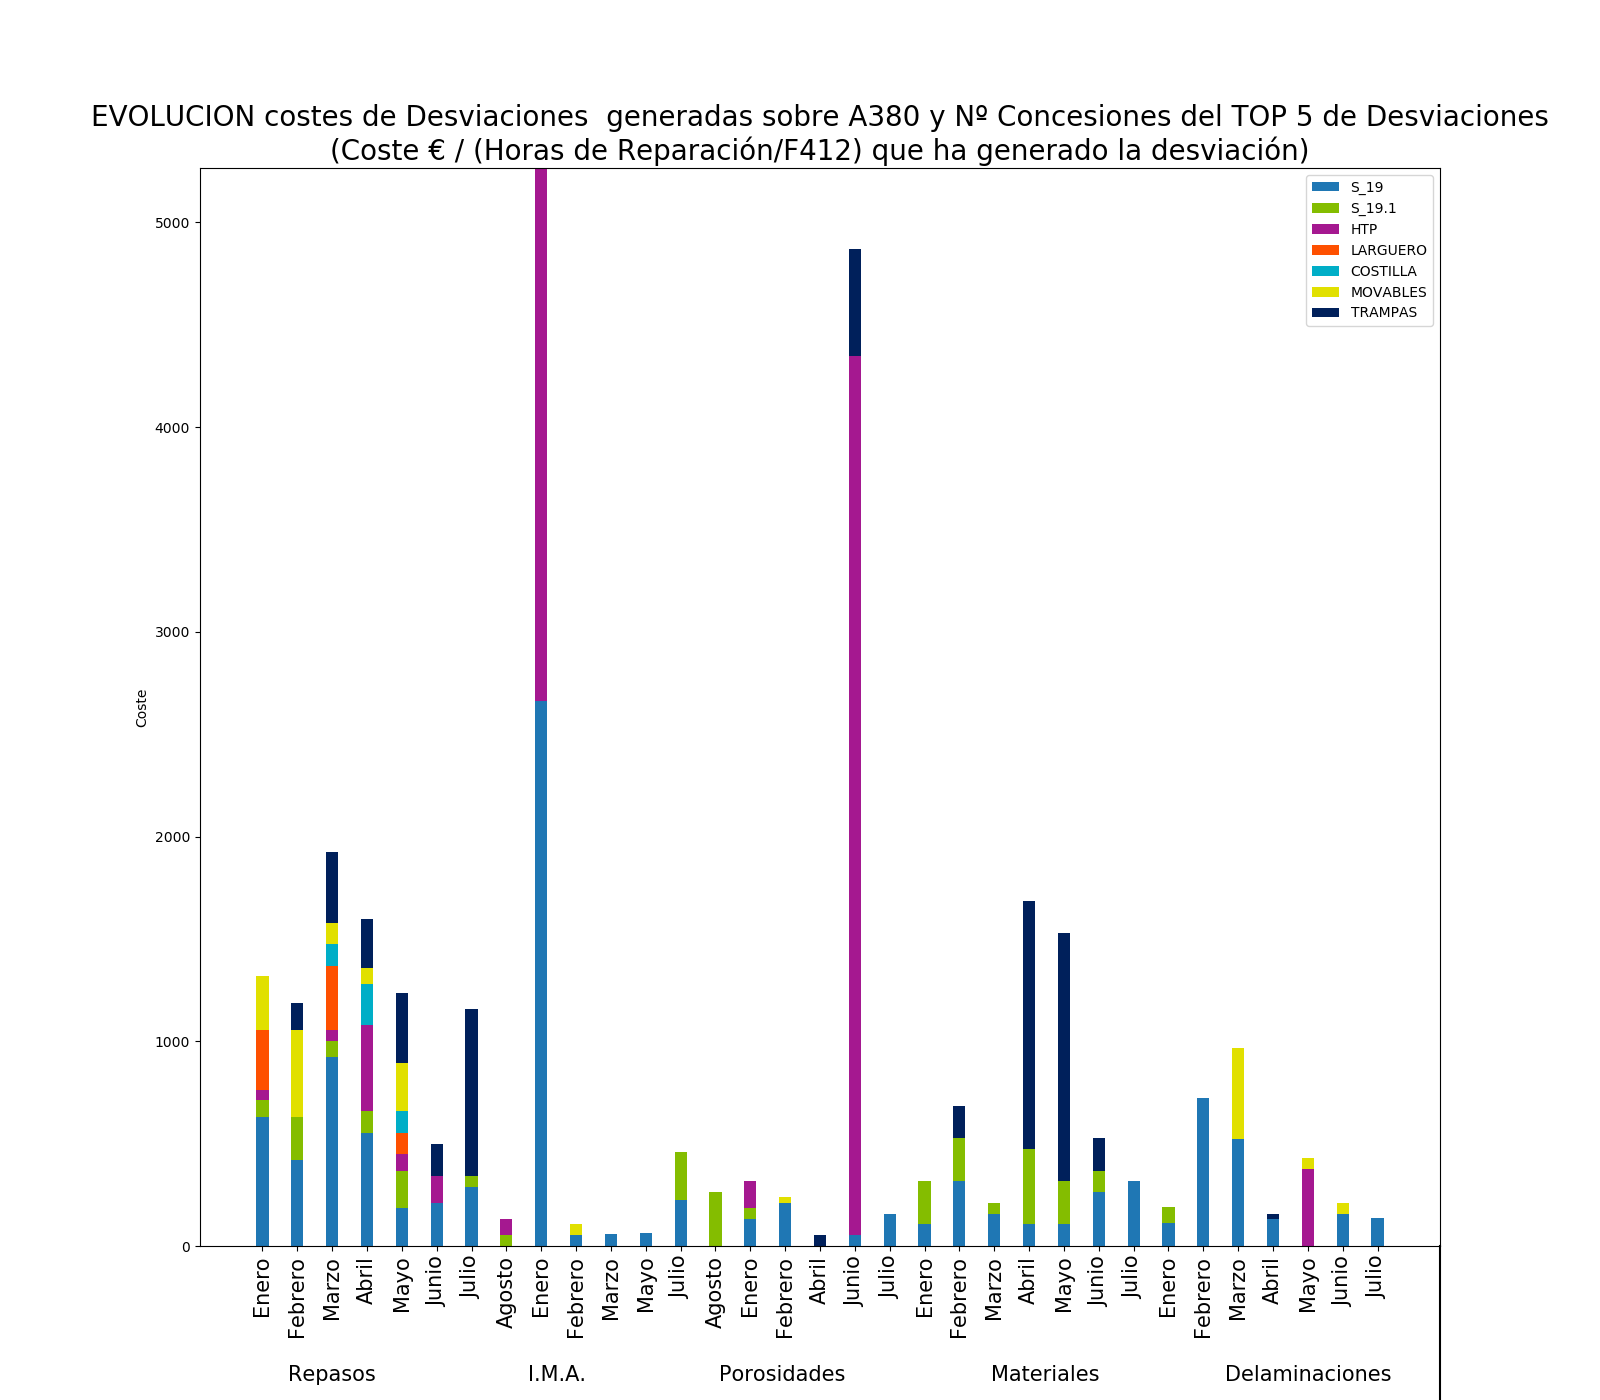 EVOLUCION costes de Desviaciones  generadas sobre A380 y Nº Concesiones del TOP 5 de Desviaciones
(Coste € / (Horas de Reparación/F412) que ha generado la desviación)
S_19
S_19.1
HTP
LARGUERO
COSTILLA
MOVABLES
TRAMPAS
5000
4000
3000
2000
1000
0
Coste
Enero
Febrero
Marzo
Abril
Mayo
Junio
Julio
Agosto
Enero
Febrero
Marzo
Mayo
Julio
Agosto
Enero
Febrero
Abril
Junio
Julio
Enero
Febrero
Marzo
Abril
Mayo
Junio
Julio
Enero
Febrero
Marzo
Abril
Mayo
Junio
Julio
Repasos
I.M.A.
Porosidades
Materiales
Delaminaciones